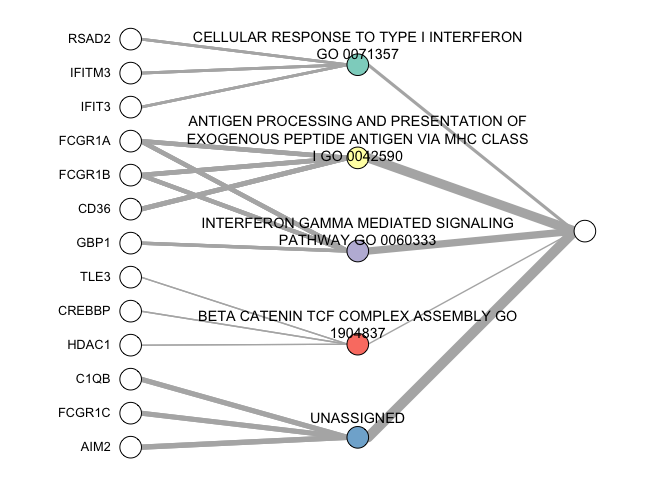 RSAD2
CELLULAR RESPONSE TO TYPE I INTERFERON
GO 0071357
IFITM3
IFIT3
ANTIGEN PROCESSING AND PRESENTATION OF
EXOGENOUS PEPTIDE ANTIGEN VIA MHC CLASS
I GO 0042590
FCGR1A
FCGR1B
CD36
INTERFERON GAMMA MEDIATED SIGNALING
PATHWAY GO 0060333
GBP1
TLE3
CREBBP
BETA CATENIN TCF COMPLEX ASSEMBLY GO
1904837
HDAC1
C1QB
FCGR1C
UNASSIGNED
AIM2